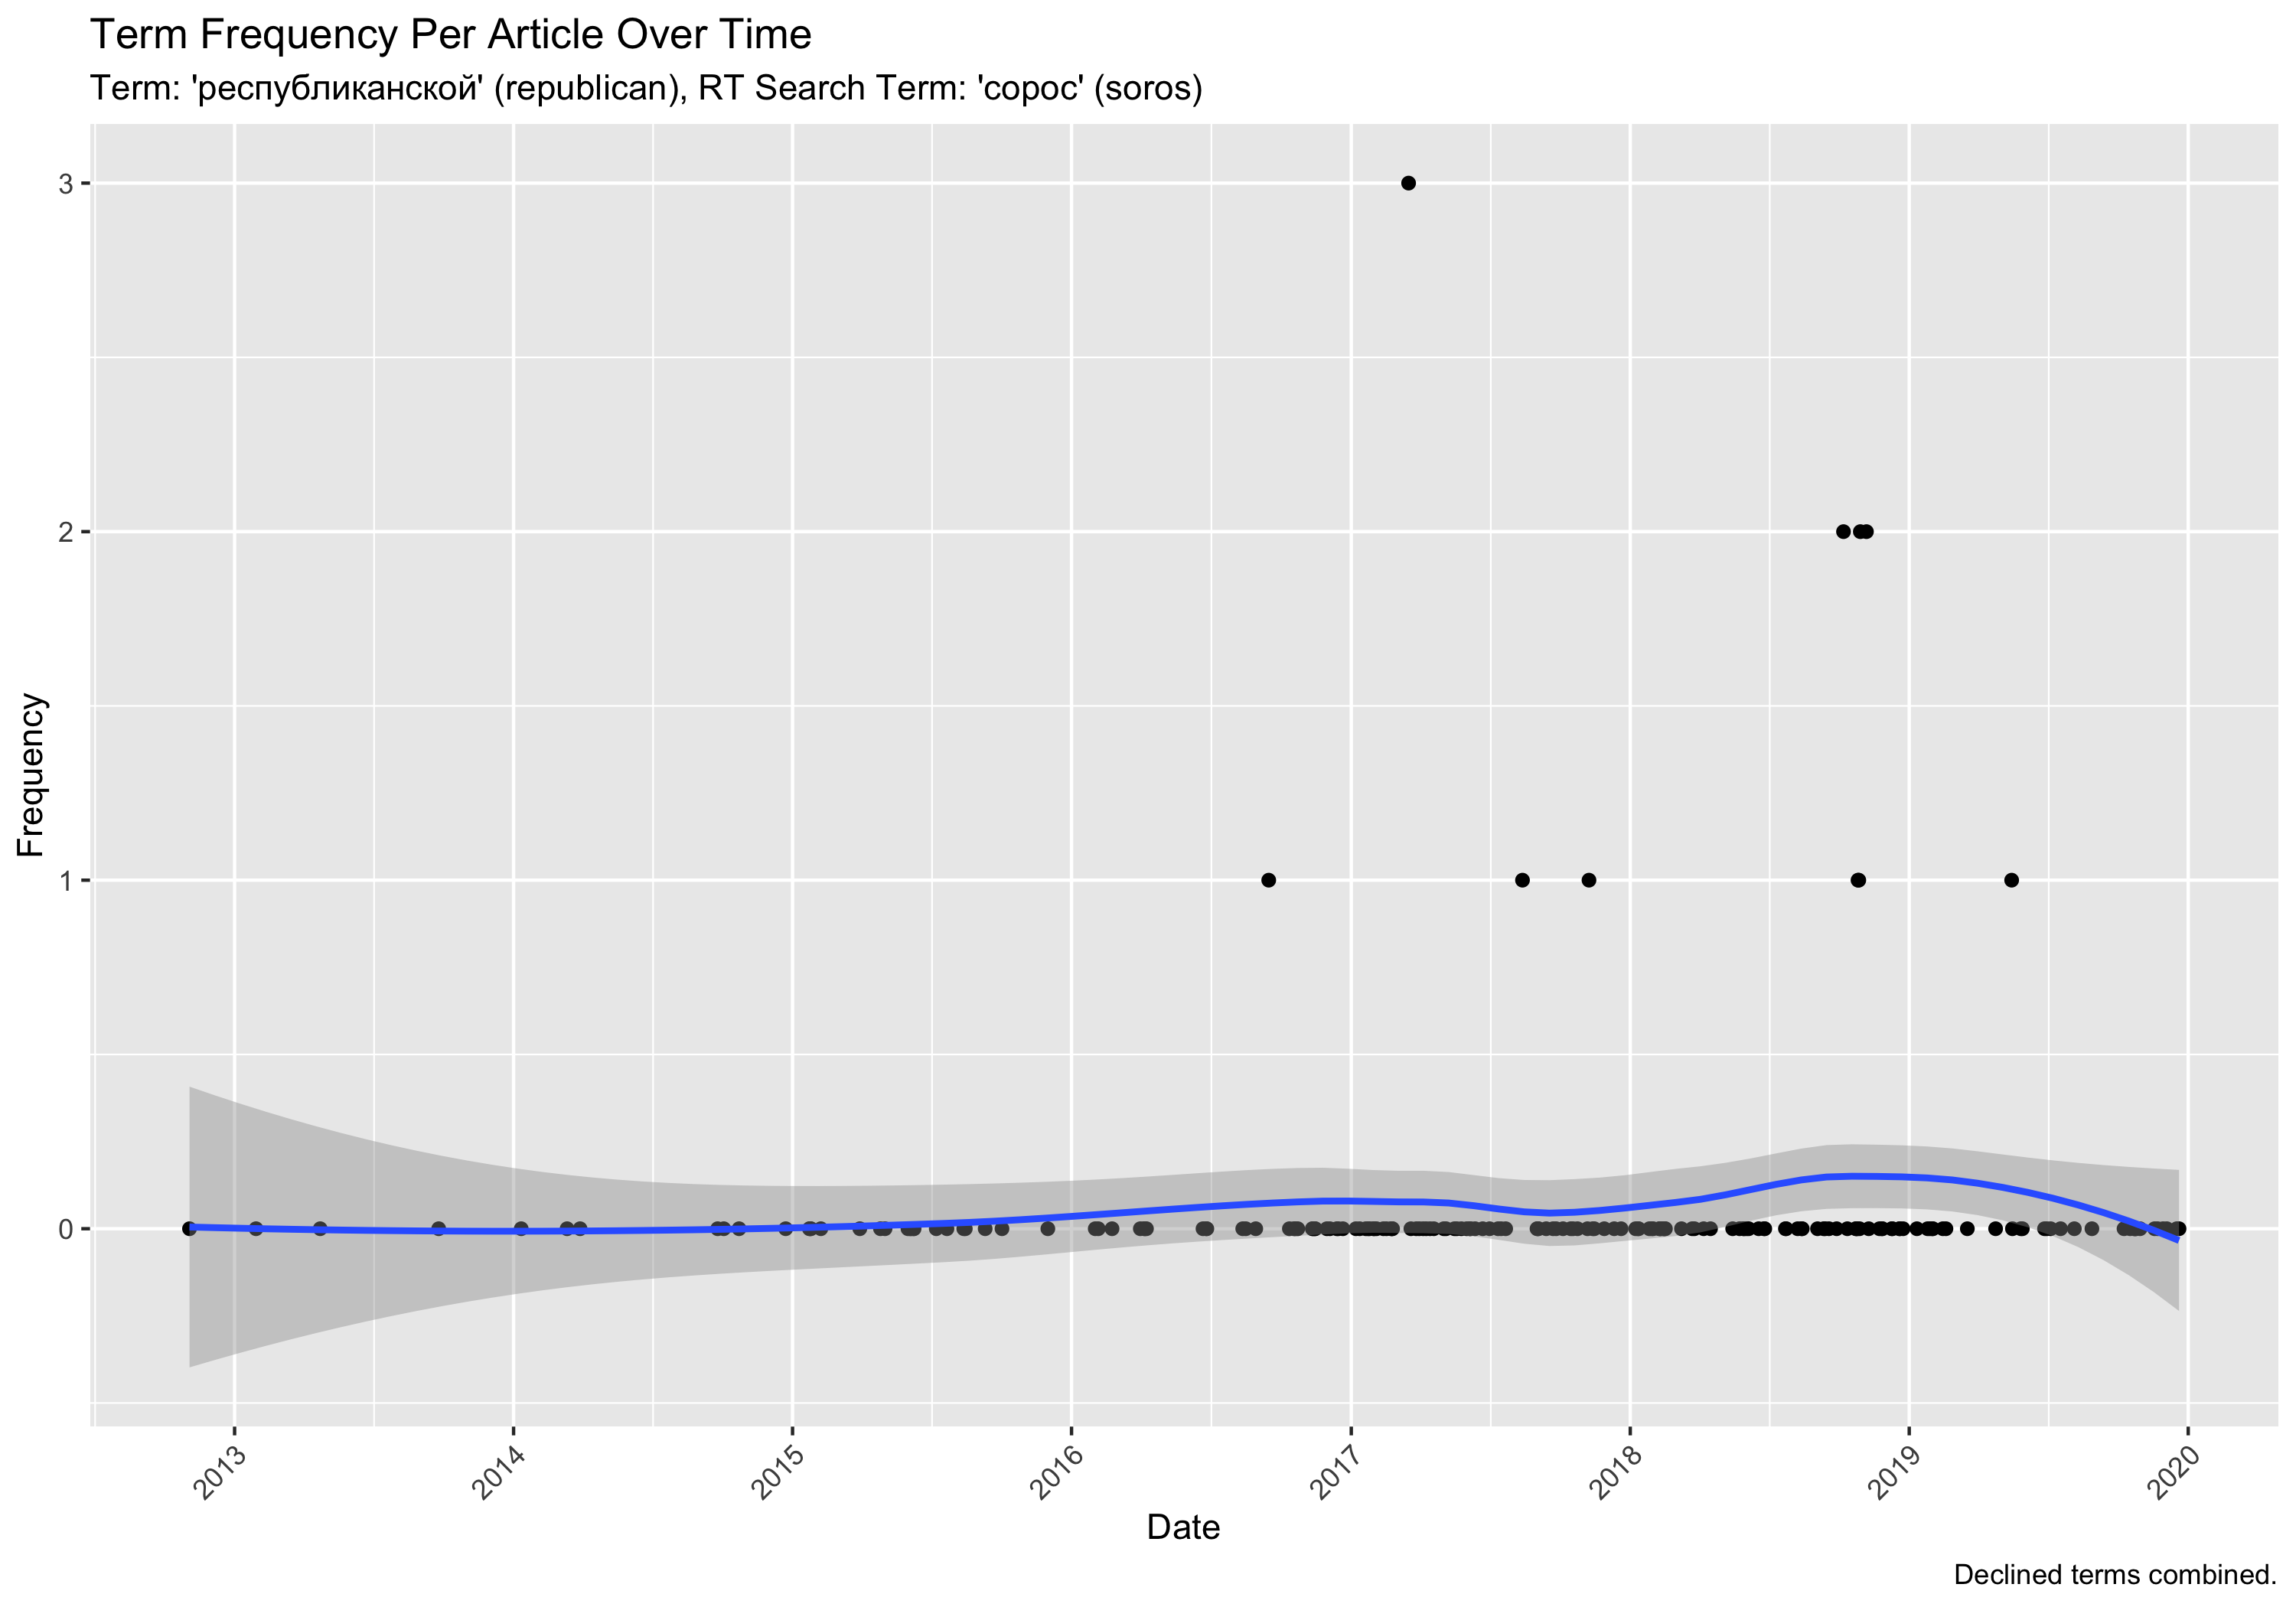 Term Frequency Per Article Over Time
Term: 'республиканской' (republican), RT Search Term: 'сорос' (soros)
3
2
1
0
Frequency
2013
2014
2015
2016
2017
2018
2019
2020
Date
Declined terms combined.